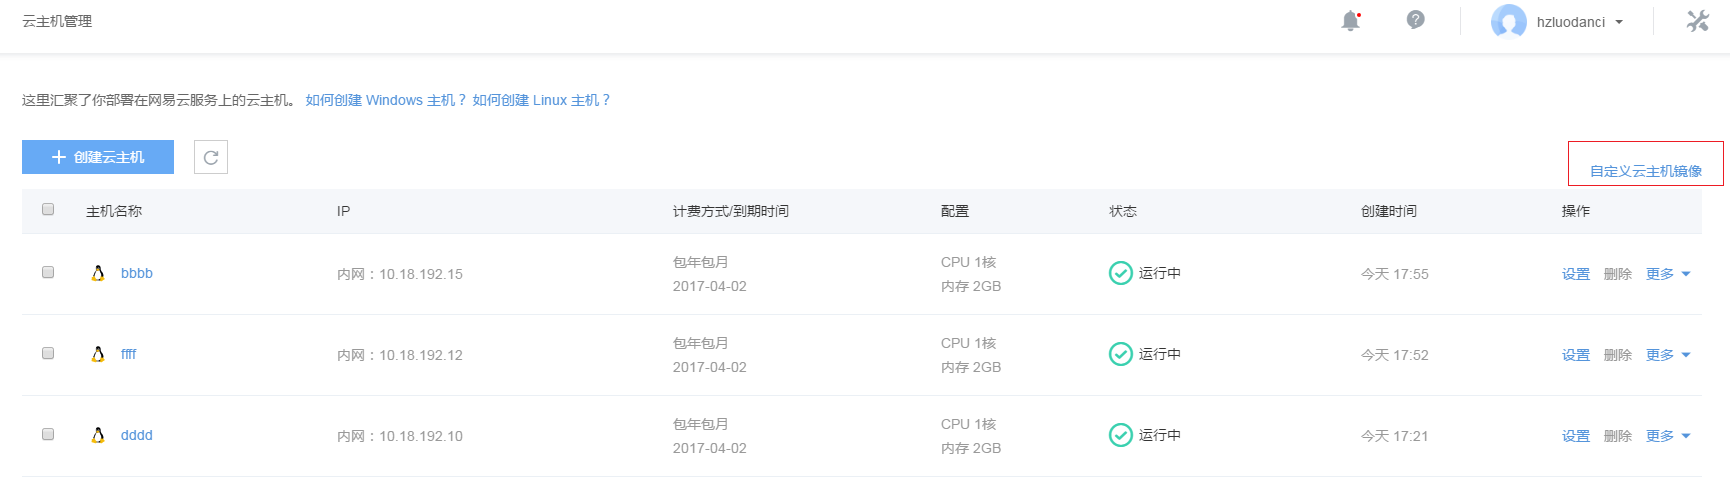 云主机管理
hzluodanci
这里汇聚了你部署在网易云服务上的云主机。 如何创建 Windows 主机？ 如何创建 Linux 主机？
创建云主机
自定义云主机镜像
主机名称 IP 计费方式/到期时间 配置 状态 创建时间 操作
bbbb 内网：10.18.192.15 包年包月 CPU 1核 运行中 今天 17:55 设置 删除 更多
2017-04-02 内存 2GB
ffff 内网：10.18.192.12 包年包月 CPU 1核 运行中 今天 17:52 设置 删除 更多
2017-04-02 内存 2GB
dddd 内网：10.18.192.10 包年包月 CPU 1核 运行中 今天 17:21 设置 删除 更多
2017-04-02 内存 2GB